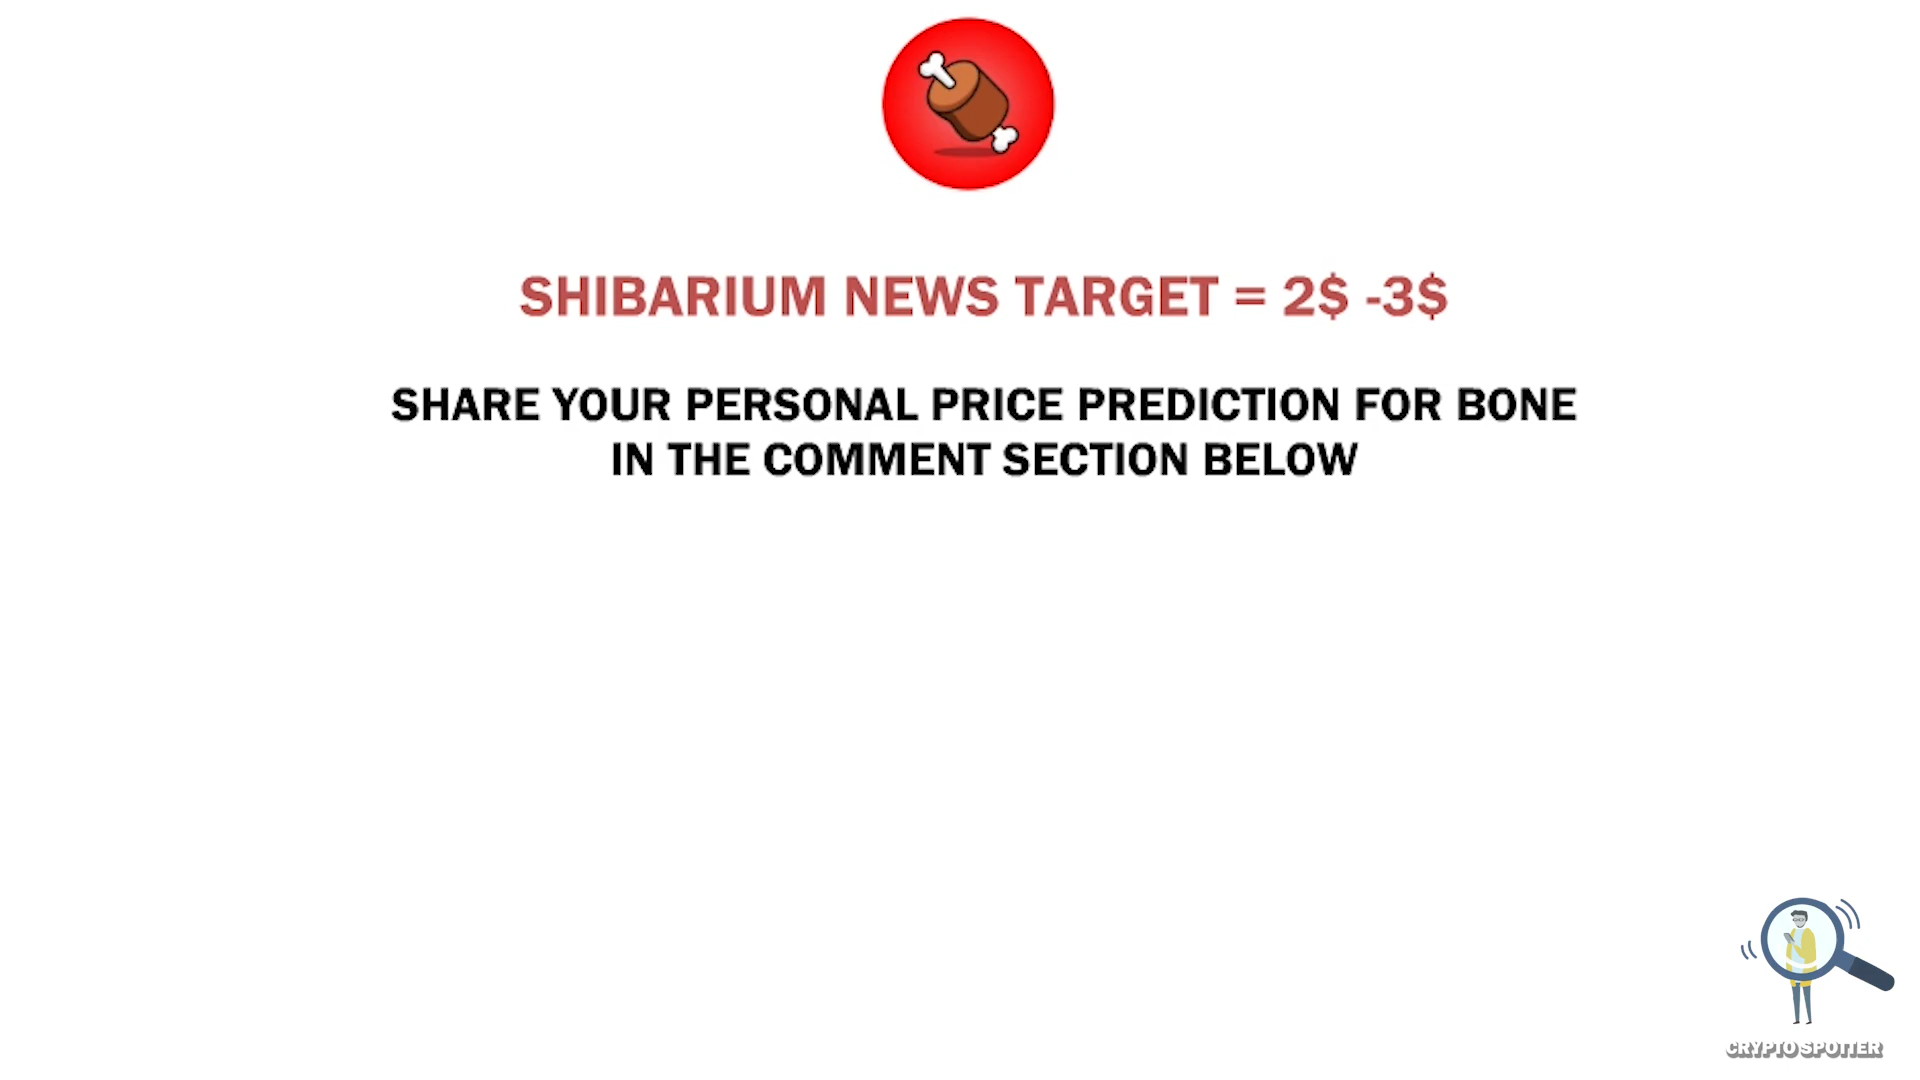 SHIBARIUM NEWS TARGET = 2$ -3$
SHARE YOUR PERSONAL PRICE PREDICTION FOR BONE
IN THE COMMENT SECTION BELOW
CRYPTO SPOTTER